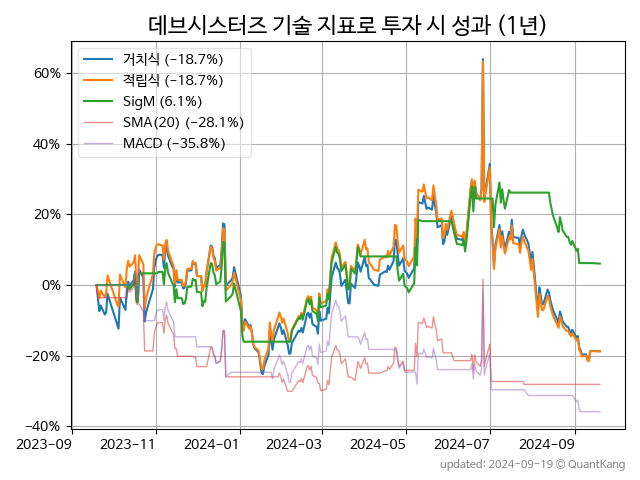 데브시스터즈 기술 지표로 투자 시 성과 (1년)
거치식 (−18.7%)
적립식 (−18.7%)
SigM (6.1%)
SMA(20) (−28.1%)
MACD (−35.8%)
60%
40%
20%
0%
−20%
−40%
2023-09 2023-11 2024-01 2024-03 2024-05 2024-07 2024-09
updated: 2024-09-19 © QuantKang